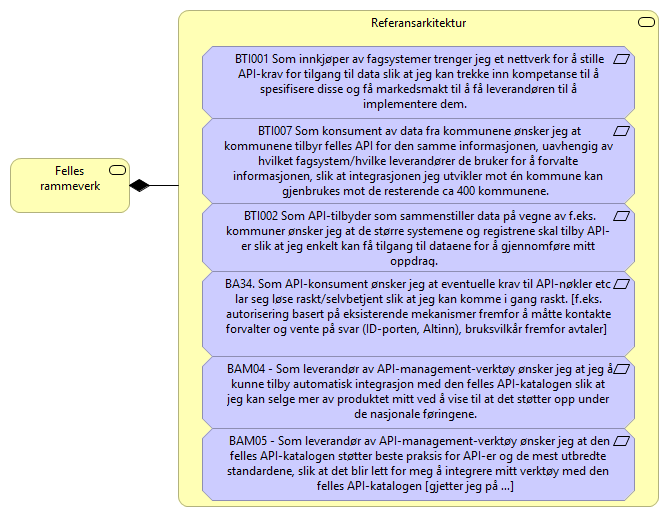 Referansarkitektur
BTI001 Som innkjøper av fagsystemer trenger jeg et nettverk for å stille
API-krav for tilgang til data slik at jeg kan trekke inn kompetanse til å
spesifisere disse og få markedsmakt til å få leverandøren til å
implementere dem.
BTI007 Som konsument av data fra kommunene ønsker jeg at
kommunene tilbyr felles API for den samme informasjonen, uavhengig av
hvilket fagsystem/hvilke leverandører de bruker for å forvalte
informasjonen, slik at integrasjonen jeg utvikler mot én kommune kan
gjenbrukes mot de resterende ca 400 kommunene.
Felles
rammeverk
BTI002 Som API-tilbyder som sammenstiller data på vegne av f.eks.
kommuner ønsker jeg at de større systemene og registrene skal tilby API-
er slik at jeg enkelt kan få tilgang til dataene for å gjennomføre mitt
oppdrag.
BA34. Som API-konsument ønsker jeg at eventuelle krav til API-nøkler etc
lar seg løse raskt/selvbetjent slik at jeg kan komme i gang raskt. [f.eks.
autorisering basert på eksisterende mekanismer fremfor å måtte kontakte
forvalter og vente på svar (ID-porten, Altinn), bruksvilkår fremfor avtaler]
BAM04 - Som leverandør av API-management-verktøy ønsker jeg at jeg å
kunne tilby automatisk integrasjon med den felles API-katalogen slik at
jeg kan selge mer av produktet mitt ved å vise til at det støtter opp under
de nasjonale føringene.
BAM05 - Som leverandør av API-management-verktøy ønsker jeg at den
felles API-katalogen støtter beste praksis for API-er og de mest utbredte
standardene, slik at det blir lett for meg å integrere mitt verktøy med den
felles API-katalogen [gjetter jeg på ...]